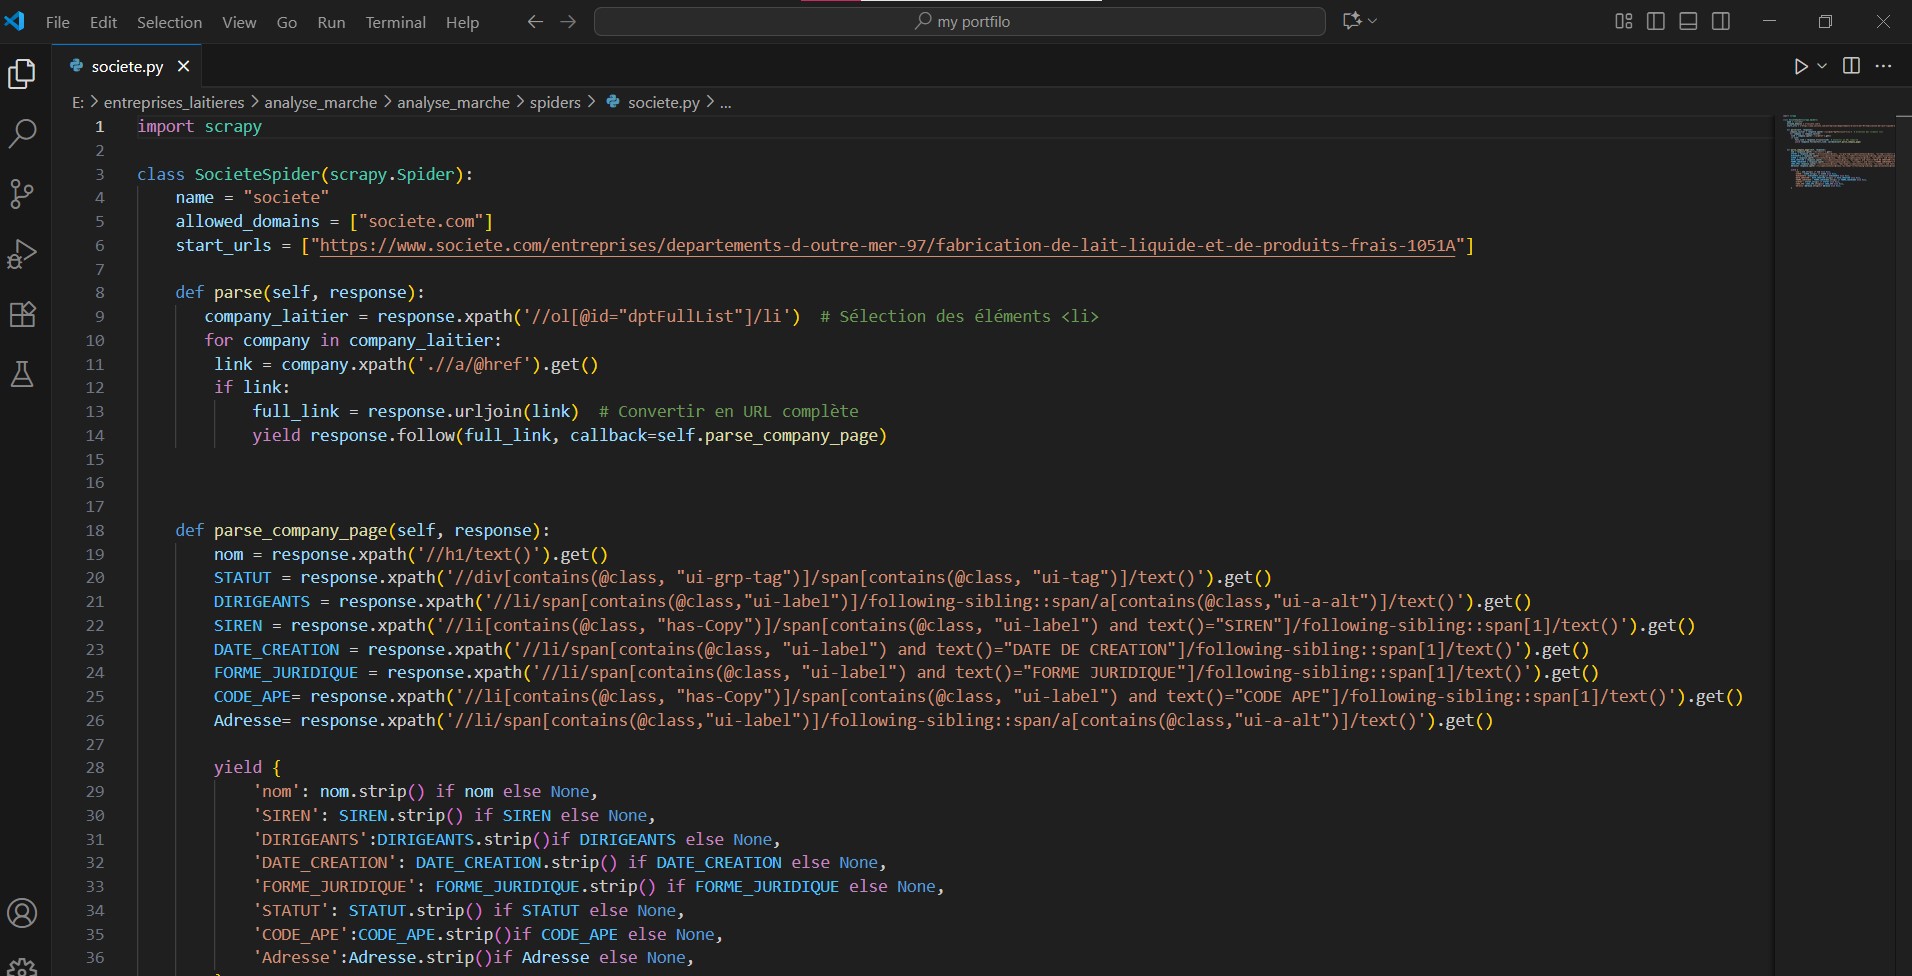 File Edit Selection View Go Run Terminal Help
my portfilo
societe.py
E: > entreprises_laitieres > analyse_marche > analyse_marche > spiders > societe.py > ...
1 import scrapy
2
3 class SocieteSpider(scrapy.Spider):
4 name = "societe"
5 allowed_domains = ["societe.com"]
6 start_urls = ["https://www.societe.com/entreprises/departements-d-outre-mer-97/fabrication-de-lait-liquide-et-de-produits-frais-1051A"]
7
8 def parse(self, response):
9 company_laitier = response.xpath('//ol[@id="dptFullList"]/li')  # Sélection des éléments <li>
10 for company in company_laitier:
11 link = company.xpath('.//a/@href').get()
12 if link:
13 full_link = response.urljoin(link)  # Convertir en URL complète
14 yield response.follow(full_link, callback=self.parse_company_page)
15
16
17
18 def parse_company_page(self, response):
19 nom = response.xpath('//h1/text()').get()
20 STATUT = response.xpath('//div[contains(@class, "ui-grp-tag")]/span[contains(@class, "ui-tag")]/text()').get()
21 DIRIGEANTS = response.xpath('//li/span[contains(@class,"ui-label")]/following-sibling::span/a[contains(@class,"ui-a-alt")]/text()').get()
22 SIREN = response.xpath('//li[contains(@class, "has-Copy")]/span[contains(@class, "ui-label") and text()="SIREN"]/following-sibling::span[1]/text()').get()
23 DATE_CREATION = response.xpath('//li/span[contains(@class, "ui-label") and text()="DATE DE CREATION"]/following-sibling::span[1]/text()').get()
24 FORME_JURIDIQUE = response.xpath('//li/span[contains(@class, "ui-label") and text()="FORME JURIDIQUE"]/following-sibling::span[1]/text()').get()
25 CODE_APE= response.xpath('//li[contains(@class, "has-Copy")]/span[contains(@class, "ui-label") and text()="CODE APE"]/following-sibling::span[1]/text()').get()
26 Adresse= response.xpath('//li/span[contains(@class,"ui-label")]/following-sibling::span/a[contains(@class,"ui-a-alt")]/text()').get()
27
28 yield {
29 'nom': nom.strip() if nom else None,
30 'SIREN': SIREN.strip() if SIREN else None,
31 'DIRIGEANTS':DIRIGEANTS.strip()if DIRIGEANTS else None,
32 'DATE_CREATION': DATE_CREATION.strip() if DATE_CREATION else None,
33 'FORME_JURIDIQUE': FORME_JURIDIQUE.strip() if FORME_JURIDIQUE else None,
34 'STATUT': STATUT.strip() if STATUT else None,
35 'CODE_APE':CODE_APE.strip()if CODE_APE else None,
36 'Adresse':Adresse.strip()if Adresse else None,